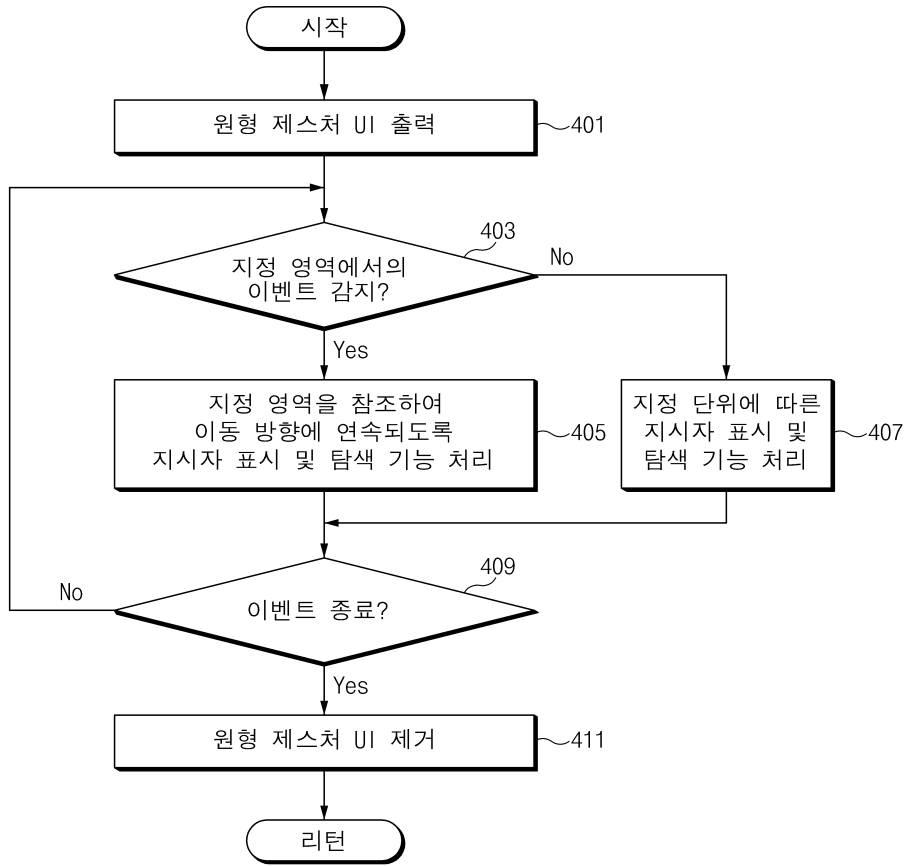 시작
원형 제스처 UI 출력
401
403
지정 영역에서의
이벤트 감지?
No
Yes
지정 영역을 참조하여
이동 방향에 연속되도록
지시자 표시 및 탐색 기능 처리
405
지정 단위에 따른
지시자 표시 및
탐색 기능 처리
407
409
이벤트 종료?
No
Yes
원형 제스처 UI 제거
411
리턴